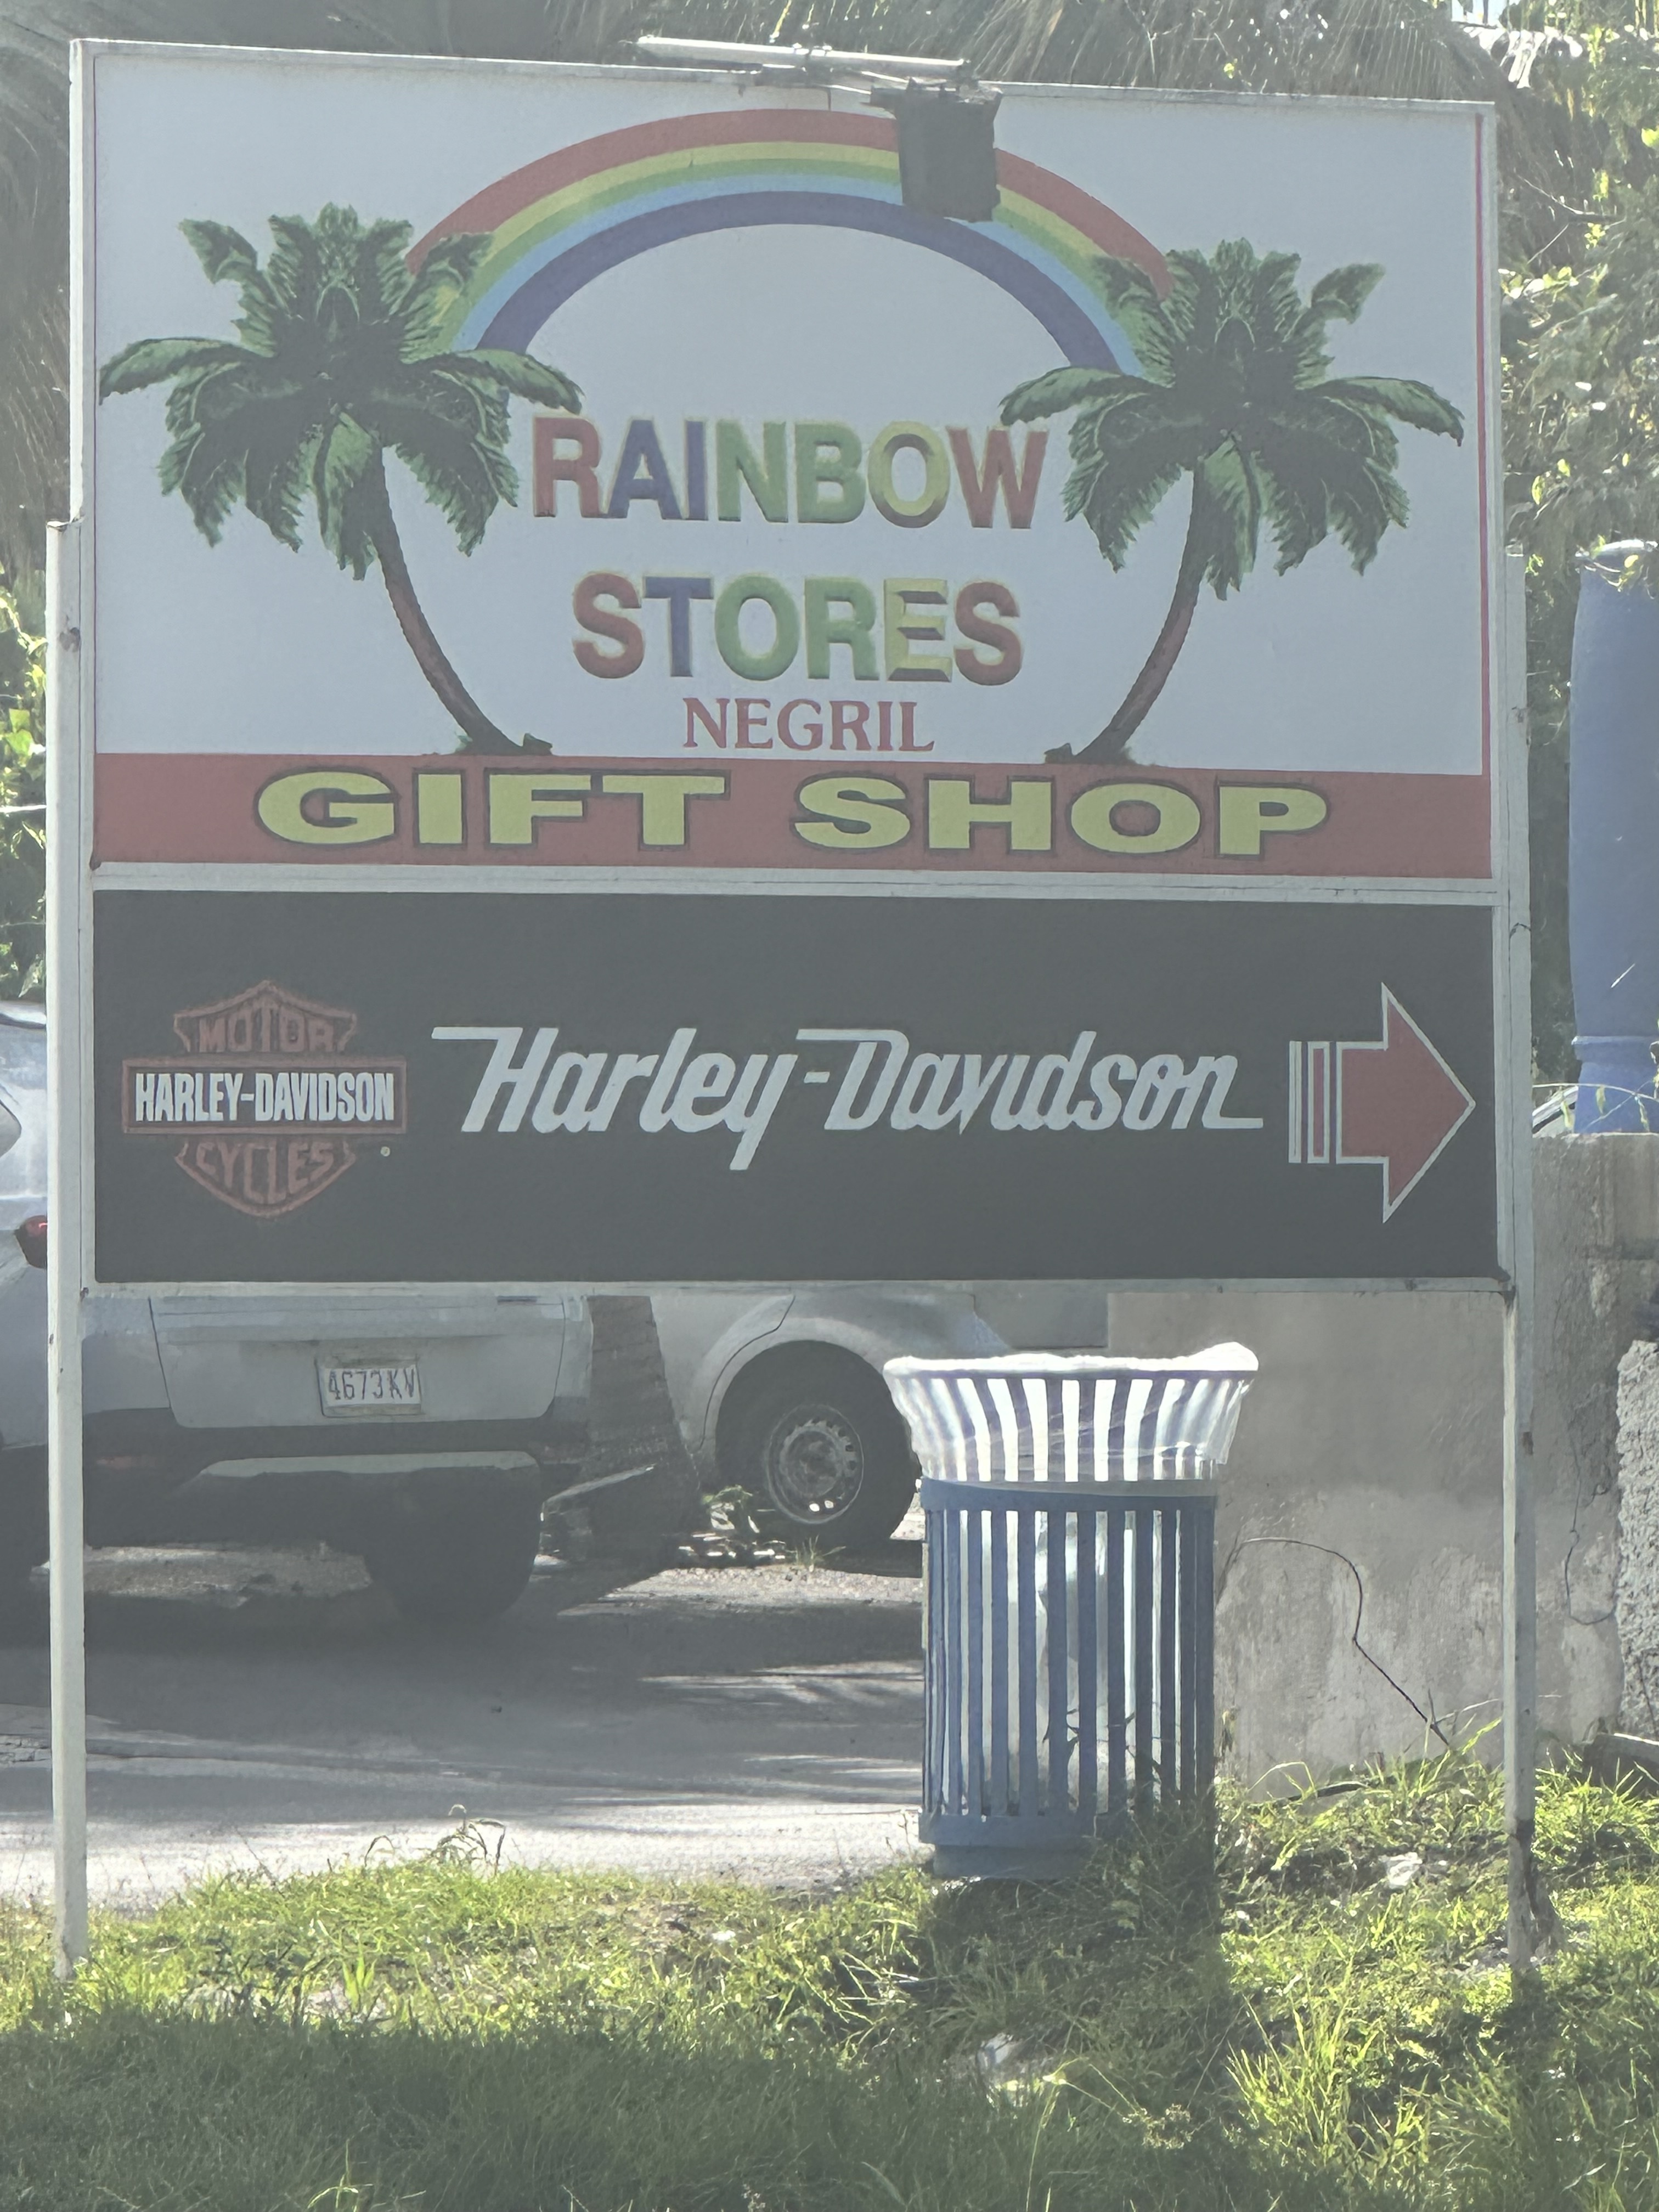 RAINBOW
STORES
NEGRIL
GIFT SHOP
MOTOR
HARLEY-DAVIDSON
CYCLES
Harley-Davidson
4673KV